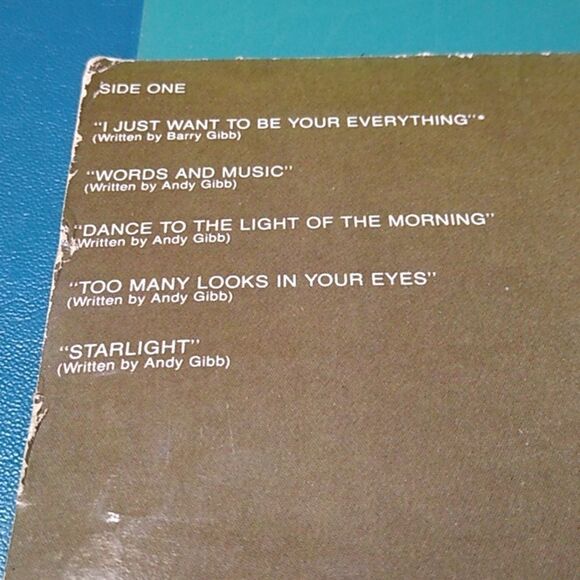 SIDE ONE
"I JUST WANT TO BE YOUR EVERYTHING"*
(Written by Barry Gibb)
"WORDS AND MUSIC"
(Written by Andy Gibb)
"DANCE TO THE LIGHT OF THE MORNING"
(Written by Andy Gibb)
"TOO MANY LOOKS IN YOUR EYES"
(Written by Andy Gibb)
"STARLIGHT"
(Written by Andy Gibb)